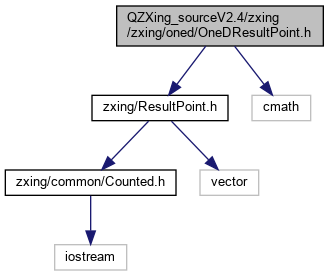 QZXing_sourceV2.4/zxing
/zxing/oned/OneDResultPoint.h
zxing/ResultPoint.h
cmath
zxing/common/Counted.h
vector
iostream